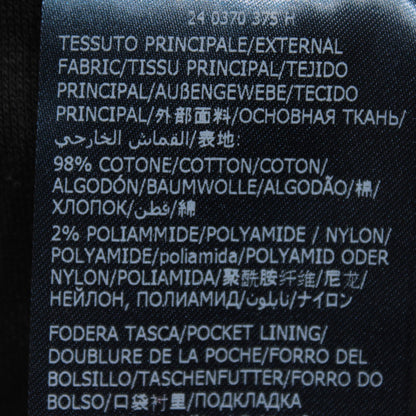 24 0370 375 H
TESSUTO PRINCIPALE/EXTERNAL
FABRIC/TISSU PRINCIPAL/TEJIDO
PRINCIPAL/AUßENGEWEBE/TECIDO
PRINCIPAL/外部面料/ОСНОВНАЯ ТКАНЬ/
القماش الخارجي/表地:
98% COTONE/COTTON/COTON/
ALGODÓN/BAUMWOLLE/ALGODÃO/棉/
ХЛОПОК/قطن/綿
2% POLIAMMIDE/POLYAMIDE / NYLON/
POLYAMIDE/poliamida/POLYAMID ODER
NYLON/POLIAMIDA/聚酰胺纤维/尼龙/
НЕЙЛОН, ПОЛИАМИД/نايلون/ナイロン
FODERA TASCA/POCKET LINING/
DOUBLURE DE LA POCHE/FORRO DEL
BOLSILLO/TASCHENFUTTER/FORRO DO
BOLSO/口袋衬里/ПОДКЛАДКА